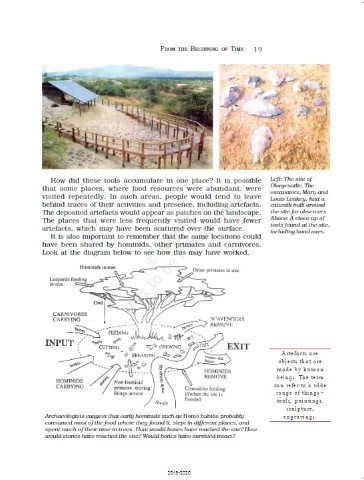 FROM THE BEGINNING OF TIME 19
How did these tools accumulate in one place? It is possible
that some places, where food resources were abundant, were
visited repeatedly. In such areas, people would tend to leave
behind traces of their activities and presence, including artefacts.
The deposited artefacts would appear as patches on the landscape.
The places that were less frequently visited would have fewer
artefacts, which may have been scattered over the surface.
It is also important to remember that the same locations could
have been shared by hominids, other primates and carnivores.
Look at the diagram below to see how this may have worked.
Left: The site of
Olorgesailie. The
excavators, Mary and
Louis Leakey, had a
catwalk built around
the site for observers.
Above: A close-up of
tools found at the site,
including hand axes.
Hominids in tree
Other primates in tree
Leopards feeding
in tree
Owl
CARNIVORES
CARRYING
bones
FEEDING
SCAVENGERS
REMOVE
bones
INPUT
CUTTING
GNAWING
EXIT
BREAKING
bones
HOMINIDS
CARRYING
stones
Non-hominid
primates moving
things around
HOMINIDS
REMOVE
Crocodiles feeding
if/when the site is
flooded
Artefacts are
objects that are
made by human
beings. The term
can refer to a wide
range of things –
tools, paintings,
sculpture,
engravings.
Archaeologists suggest that early hominids such as Homo habilis probably
consumed most of the food where they found it, slept in different places, and
spent much of their time in trees. How would bones have reached the site? How
would stones have reached the site? Would bones have survived intact?
2019-2020